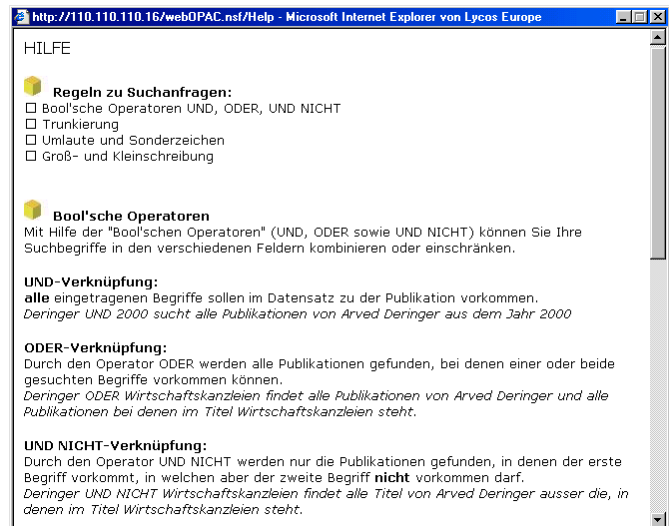 http://110.110.110.16/webOPAC.nsf/Help - Microsoft Internet Explorer von Lycos Europe
HILFE
Regeln zu Suchanfragen:
Bool'sche Operatoren UND, ODER, UND NICHT
Trunkierung
Umlaute und Sonderzeichen
Groß- und Kleinschreibung
Bool'sche Operatoren
Mit Hilfe der "Bool'schen Operatoren" (UND, ODER sowie UND NICHT) können Sie Ihre
Suchbegriffe in den verschiedenen Feldern kombinieren oder einschränken.
UND-Verknüpfung:
alle eingetragenen Begriffe sollen im Datensatz zu der Publikation vorkommen.
Deringer UND 2000 sucht alle Publikationen von Arved Deringer aus dem Jahr 2000
ODER-Verknüpfung:
Durch den Operator ODER werden alle Publikationen gefunden, bei denen einer oder beide
gesuchten Begriffe vorkommen können.
Deringer ODER Wirtschaftskanzleien findet alle Publikationen von Arved Deringer und alle
Publikationen bei denen im Titel Wirtschaftskanzleien steht.
UND NICHT-Verknüpfung:
Durch den Operator UND NICHT werden nur die Publikationen gefunden, in denen der erste
Begriff vorkommt, in welchen aber der zweite Begriff nicht vorkommen darf.
Deringer UND NICHT Wirtschaftskanzleien findet alle Titel von Arved Deringer ausser die, in
denen im Titel Wirtschaftskanzleien steht.